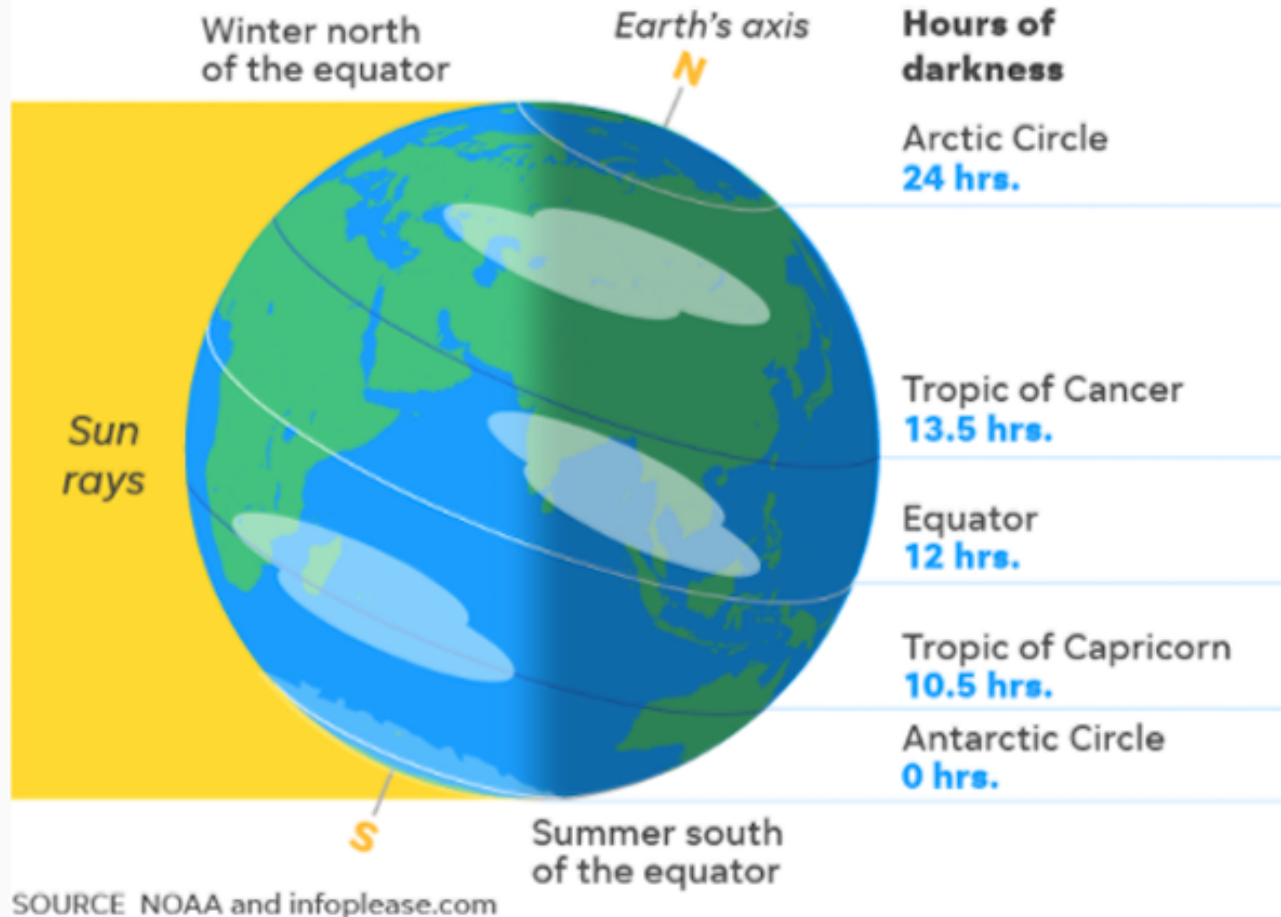 Winter north
of the equator
Earth's axis
N
Hours of
darkness
Arctic Circle
24 hrs.
Tropic of Cancer
13.5 hrs.
Sun
rays
Equator
12 hrs.
Tropic of Capricorn
10.5 hrs.
Antarctic Circle
0 hrs.
S
Summer south
of the equator
SOURCE NOAA and infoplease.com